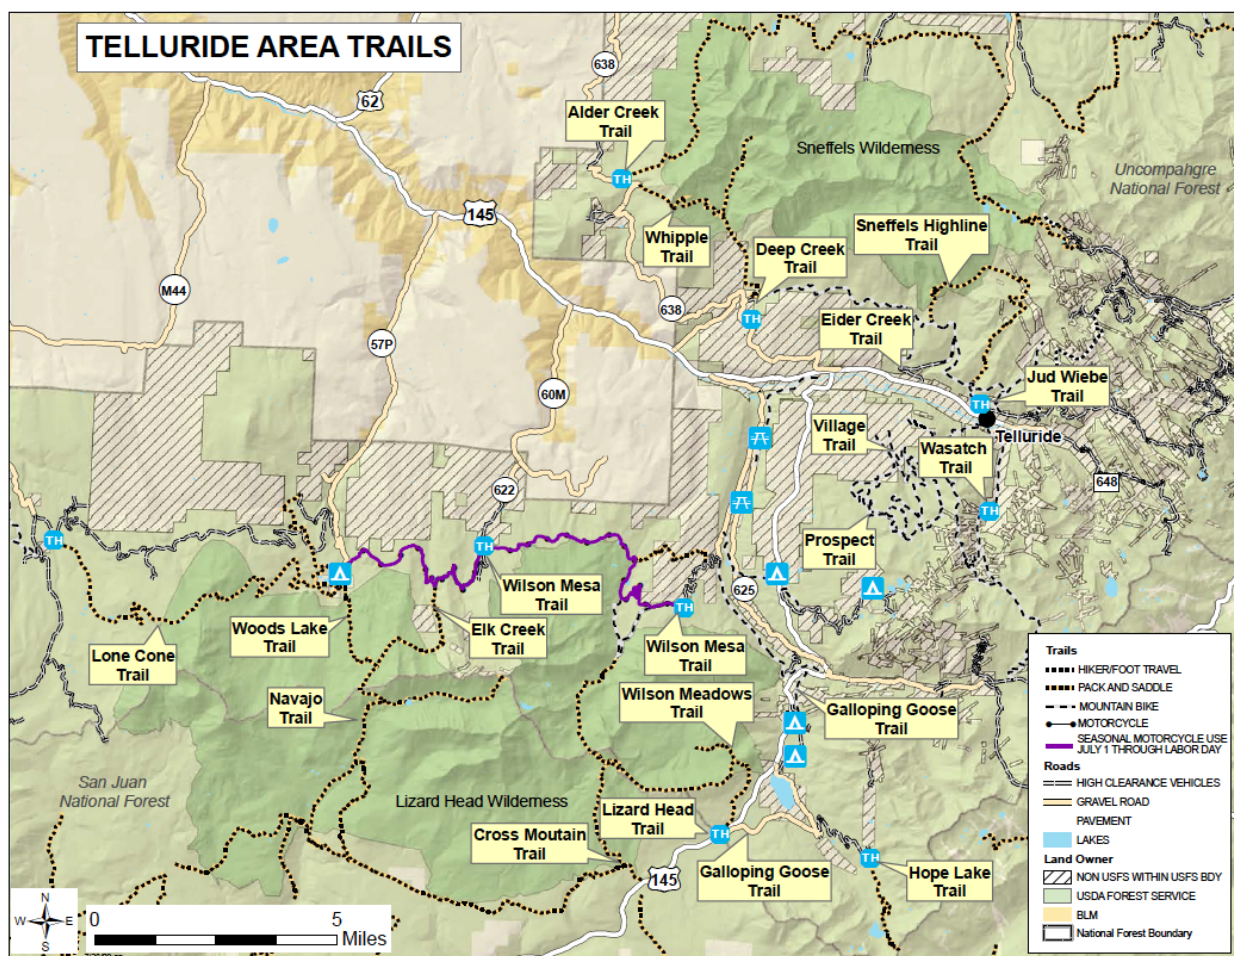 TELLURIDE AREA TRAILS
638
62
Alder Creek
Trail
Sneffels Wilderness
Uncompahgre
National Forest
145
Whipple
Trail
Sneffels Highline
Trail
Deep Creek
Trail
M44
638
57P
Eider Creek
Trail
Jud Wiebe
Trail
60M
Village
Trail
Telluride
Wasatch
Trail
648
622
TH
TH
TH
TH
TH
TH
TH
TH
TH
Prospect
Trail
625
Wilson Mesa
Trail
Woods Lake
Trail
Elk Creek
Trail
Wilson Mesa
Trail
Lone Cone
Trail
Navajo
Trail
Wilson Meadows
Trail
Galloping Goose
Trail
San Juan
National Forest
Lizard Head Wilderness
Lizard Head
Trail
Cross Moutain
Trail
145
Galloping Goose
Trail
Hope Lake
Trail
N
W E
S
0 5
Miles
Trails
HIKER/FOOT TRAVEL
PACK AND SADDLE
MOUNTAIN BIKE
MOTORCYCLE
SEASONAL MOTORCYCLE USE
JULY 1 THROUGH LABOR DAY
Roads
HIGH CLEARANCE VEHICLES
GRAVEL ROAD
PAVEMENT
LAKES
Land Owner
NON USFS WITHIN USFS BDY
USDA FOREST SERVICE
BLM
National Forest Boundary